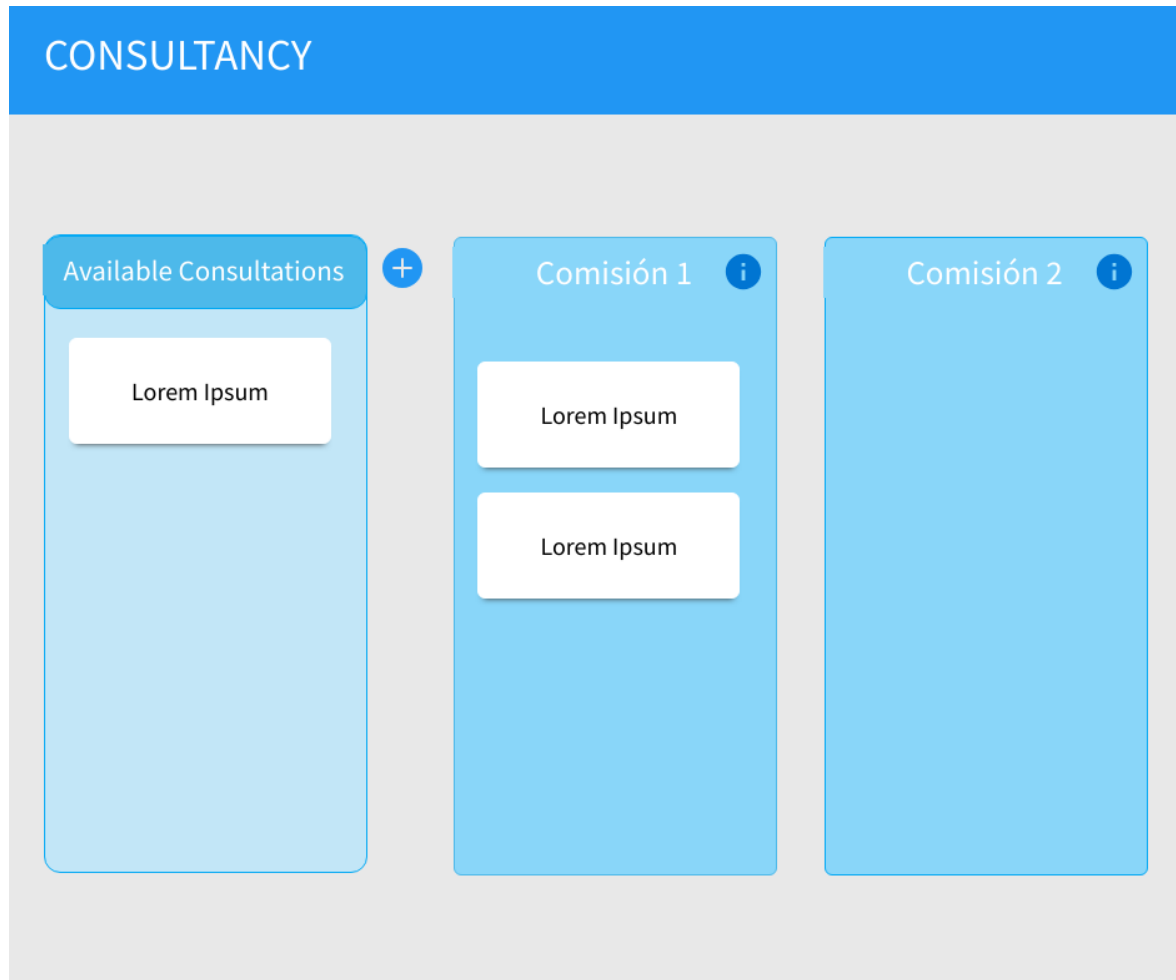 CONSULTANCY
Available Consultations
Lorem Ipsum
Comisión 1
Lorem Ipsum
Lorem Ipsum
Comisión 2